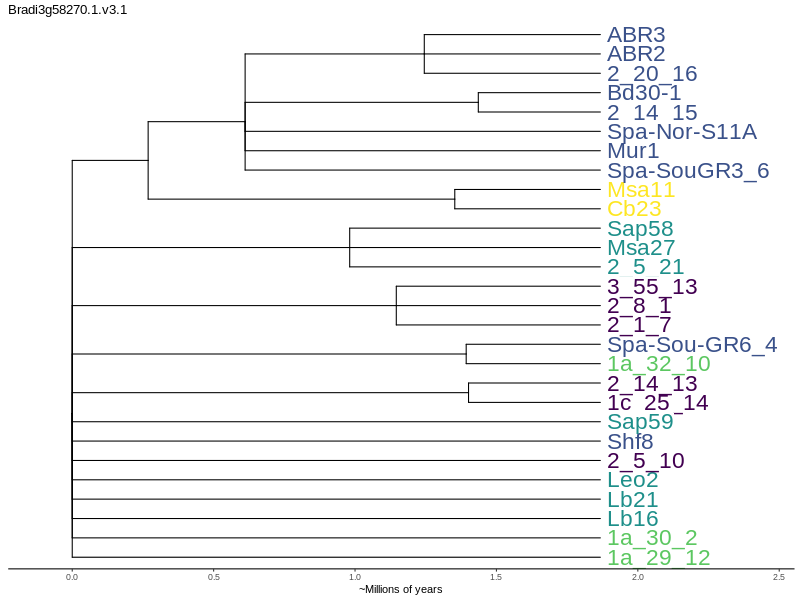 Bradi3g58270.1.v3.1
ABR3
ABR2
2_20_16
Bd30-1
2_14_15
Spa-Nor-S11A
Mur1
Spa-SouGR3_6
Msa11
Cb23
Sap58
Msa27
2_5_21
3_55_13
2_8_1
2_1_7
Spa-Sou-GR6_4
1a_32_10
2_14_13
1c_25_14
Sap59
Shf8
2_5_10
Leo2
Lb21
Lb16
1a_30_2
1a_29_12
0.0 0.5 1.0 1.5 2.0 2.5
~Millions of years